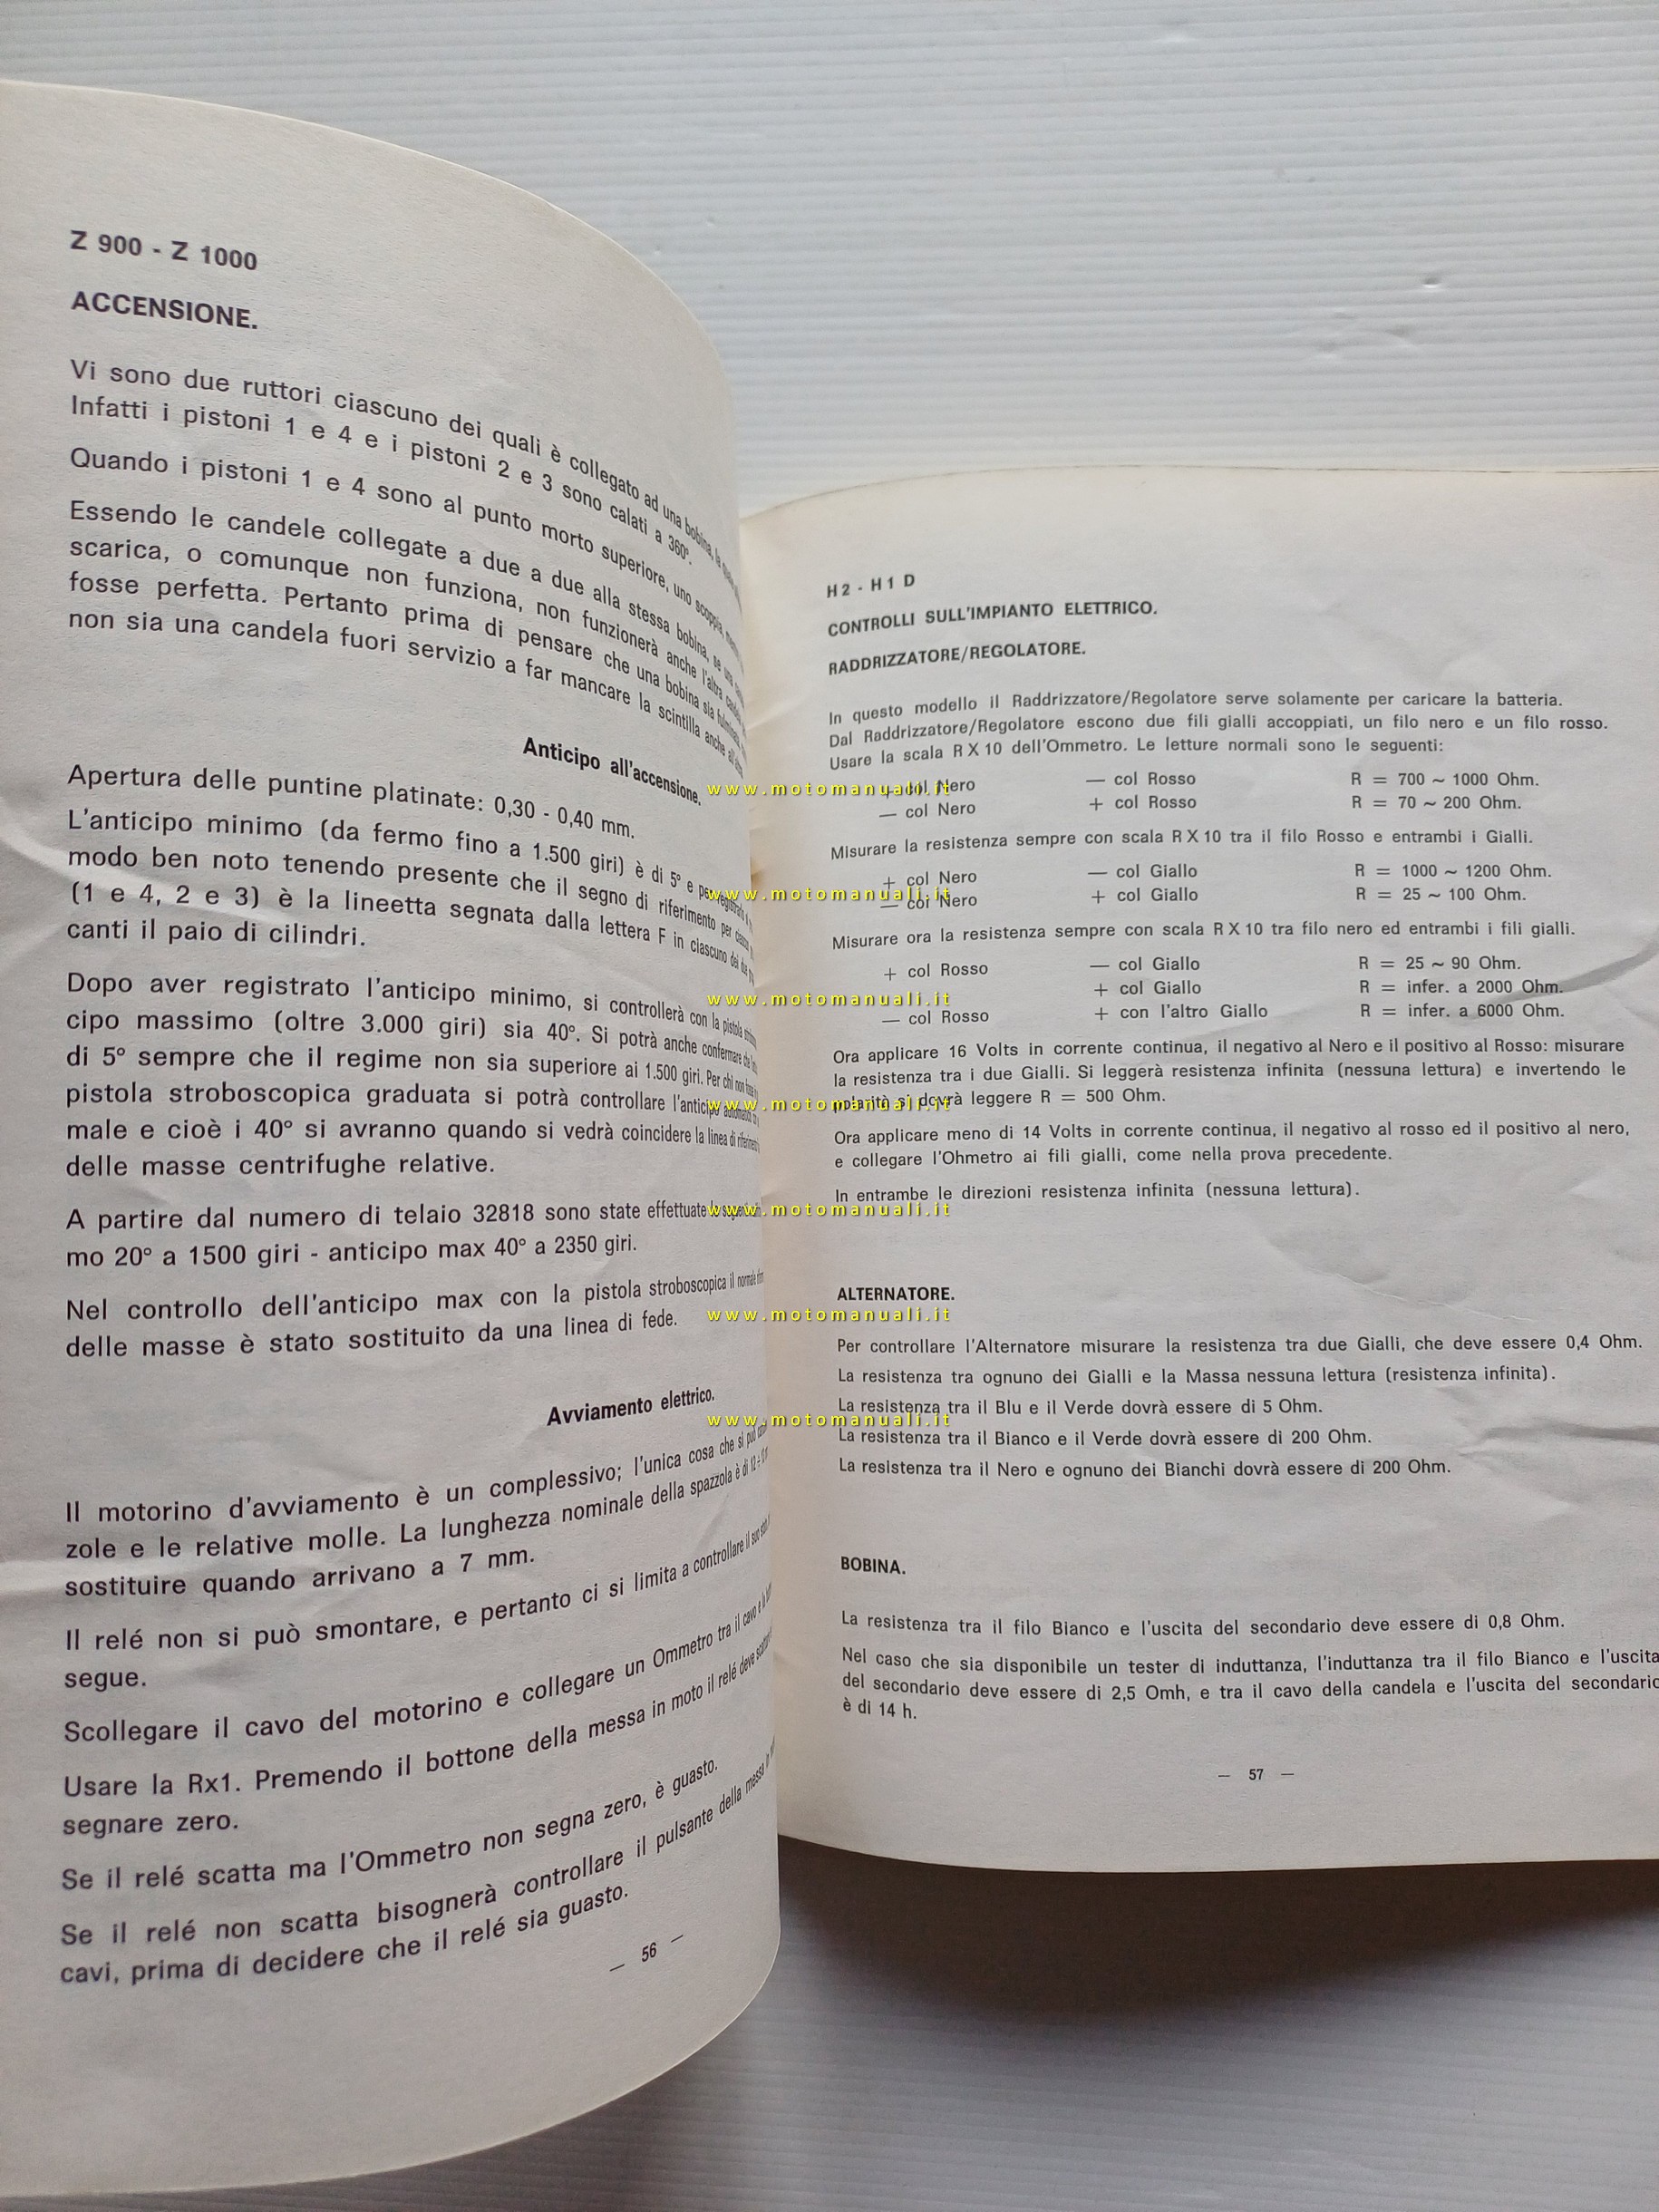 Z 900 - Z 1000
ACCENSIONE.
Vi sono due ruttori ciascuno dei quali è collegato ad una bobina, la
Infatti i pistoni 1 e 4 e i pistoni 2 e 3 sono calati a 360°.
Quando i pistoni 1 e 4 sono al punto morto superiore, uno scoppia,
Essendo le candele collegate a due a due alla stessa bobina, se una
scarica, o comunque non funziona, non funzionerà anche l'altra
fosse perfetta. Pertanto prima di pensare che una bobina sia
non sia una candela fuori servizio a far mancare la scintilla anche
Anticipo all'accensione.
Apertura delle puntine platinate: 0,30 - 0,40 mm.
L'anticipo minimo (da fermo fino a 1.500 giri) è di 5° e
modo ben noto tenendo presente che il segno di riferimento per
(1 e 4, 2 e 3) è la lineetta segnata dalla lettera F in ciascuno dei due
canti il paio di cilindri.
Dopo aver registrato l'anticipo minimo, si controllerà con la pistola
cipo massimo (oltre 3.000 giri) sia 40°. Si potrà anche confermare che
di 5° sempre che il regime non sia superiore ai 1.500 giri. Per chi non
pistola stroboscopica graduata si potrà controllare l'anticipo
male e cioè i 40° si avranno quando si vedrà coincidere la linea di
delle masse centrifughe relative.
A partire dal numero di telaio 32818 sono state effettuate
mo 20° a 1500 giri - anticipo max 40° a 2350 giri.
Nel controllo dell'anticipo max con la pistola stroboscopica il normale
delle masse è stato sostituito da una linea di fede.
Avviamento elettrico.
Il motorino d'avviamento è un complessivo; l'unica cosa che si può
zole e le relative molle. La lunghezza nominale della spazzola è di
sostituire quando arrivano a 7 mm.
Il relé non si può smontare, e pertanto ci si limita a controllare il suo
segue.
Scollegare il cavo del motorino e collegare un Ommetro tra il cavo e
Usare la Rx1. Premendo il bottone della messa in moto il relé deve
segnare zero.
Se il relé scatta ma l'Ommetro non segna zero, è guasto.
Se il relé non scatta bisognerà controllare il pulsante della messa in
cavi, prima di decidere che il relé sia guasto.
— 56 —
H2 - H1 D
CONTROLLI SULL'IMPIANTO ELETTRICO.
RADDRIZZATORE/REGOLATORE.
In questo modello il Raddrizzatore/Regolatore serve solamente per caricare la batteria.
Dal Raddrizzatore/Regolatore escono due fili gialli accoppiati, un filo nero e un filo rosso.
Usare la scala R X 10 dell'Ommetro. Le letture normali sono le seguenti:
+ col Nero — col Rosso R = 700 ~ 1000 Ohm.
— col Nero + col Rosso R = 70 ~ 200 Ohm.
Misurare la resistenza sempre con scala R X 10 tra il filo Rosso e entrambi i Gialli.
+ col Nero — col Giallo R = 1000 ~ 1200 Ohm.
— col Nero + col Giallo R = 25 ~ 100 Ohm.
Misurare ora la resistenza sempre con scala R X 10 tra filo nero ed entrambi i fili gialli.
+ col Rosso — col Giallo R = 25 ~ 90 Ohm.
+ col Giallo R = infer. a 2000 Ohm.
— col Rosso + con l'altro Giallo R = infer. a 6000 Ohm.
Ora applicare 16 Volts in corrente continua, il negativo al Nero e il positivo al Rosso: misurare
la resistenza tra i due Gialli. Si leggerà resistenza infinita (nessuna lettura) e invertendo le
polarità si dovrà leggere R = 500 Ohm.
Ora applicare meno di 14 Volts in corrente continua, il negativo al rosso ed il positivo al nero,
e collegare l'Ohmetro ai fili gialli, come nella prova precedente.
In entrambe le direzioni resistenza infinita (nessuna lettura).
ALTERNATORE.
Per controllare l'Alternatore misurare la resistenza tra due Gialli, che deve essere 0,4 Ohm.
La resistenza tra ognuno dei Gialli e la Massa nessuna lettura (resistenza infinita).
La resistenza tra il Blu e il Verde dovrà essere di 5 Ohm.
La resistenza tra il Bianco e il Verde dovrà essere di 200 Ohm.
La resistenza tra il Nero e ognuno dei Bianchi dovrà essere di 200 Ohm.
BOBINA.
La resistenza tra il filo Bianco e l'uscita del secondario deve essere di 0,8 Ohm.
Nel caso che sia disponibile un tester di induttanza, l'induttanza tra il filo Bianco e l'uscita
del secondario deve essere di 2,5 Omh, e tra il cavo della candela e l'uscita del secondario
è di 14 h.
— 57 —
www.motomanuali.it
www.motomanuali.it
www.motomanuali.it
www.motomanuali.it
www.motomanuali.it
www.motomanuali.it
www.motomanuali.it